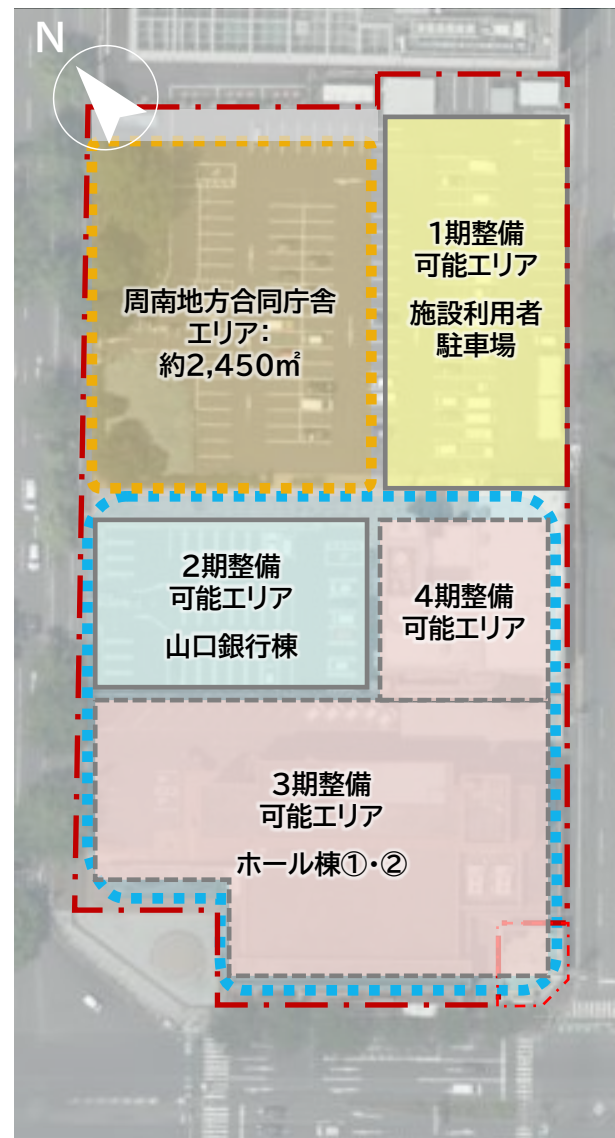 N
1期整備
可能エリア
施設利用者
駐車場
周南地方合同庁舎
エリア：
約2,450㎡
2期整備
可能エリア
山口銀行棟
4期整備
可能エリア
3期整備
可能エリア
ホール棟①・②